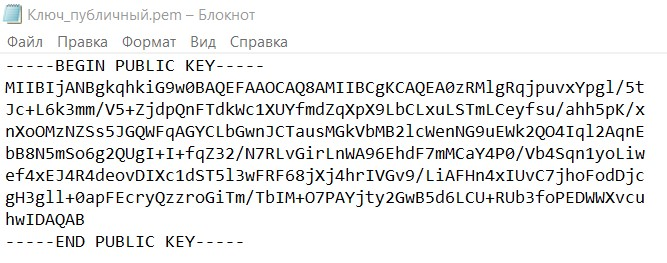 Ключ_публичный.pem – Блокнот
Файл Правка Формат Вид Справка
-----BEGIN PUBLIC KEY-----
MIIBIjANBgkqhkiG9w0BAQEFAAOCAQ8AMIIBCgKCAQEA0zRMlgRqjpuvxYpgl/5t
Jc+L6k3mm/V5+ZjdpQnFTdkWc1XUYfmdZqXpX9LbCLxuLSTmLCeyfsu/ahh5pK/x
nXoOMzNZSs5JGQWFqAGYCLbGwnJCTausMGkVbMB2lcWenNG9uEWk2QO4Iql2AqnE
bB8N5mSo6g2QUgI+I+fqZ32/N7RLvGirLnWA96EhdF7mMCaY4P0/Vb4Sqn1yoLiw
ef4xEJ4R4deovDIXc1dST5l3wFRF68jXj4hrIVGv9/LiAFHn4xIUvC7jhoFodDjc
gH3gll+0apFEcryQzzroGiTm/TbIM+O7PAYjty2GwB5d6LCU+RUb3foPEDWWXvcu
hwIDAQAB
-----END PUBLIC KEY-----